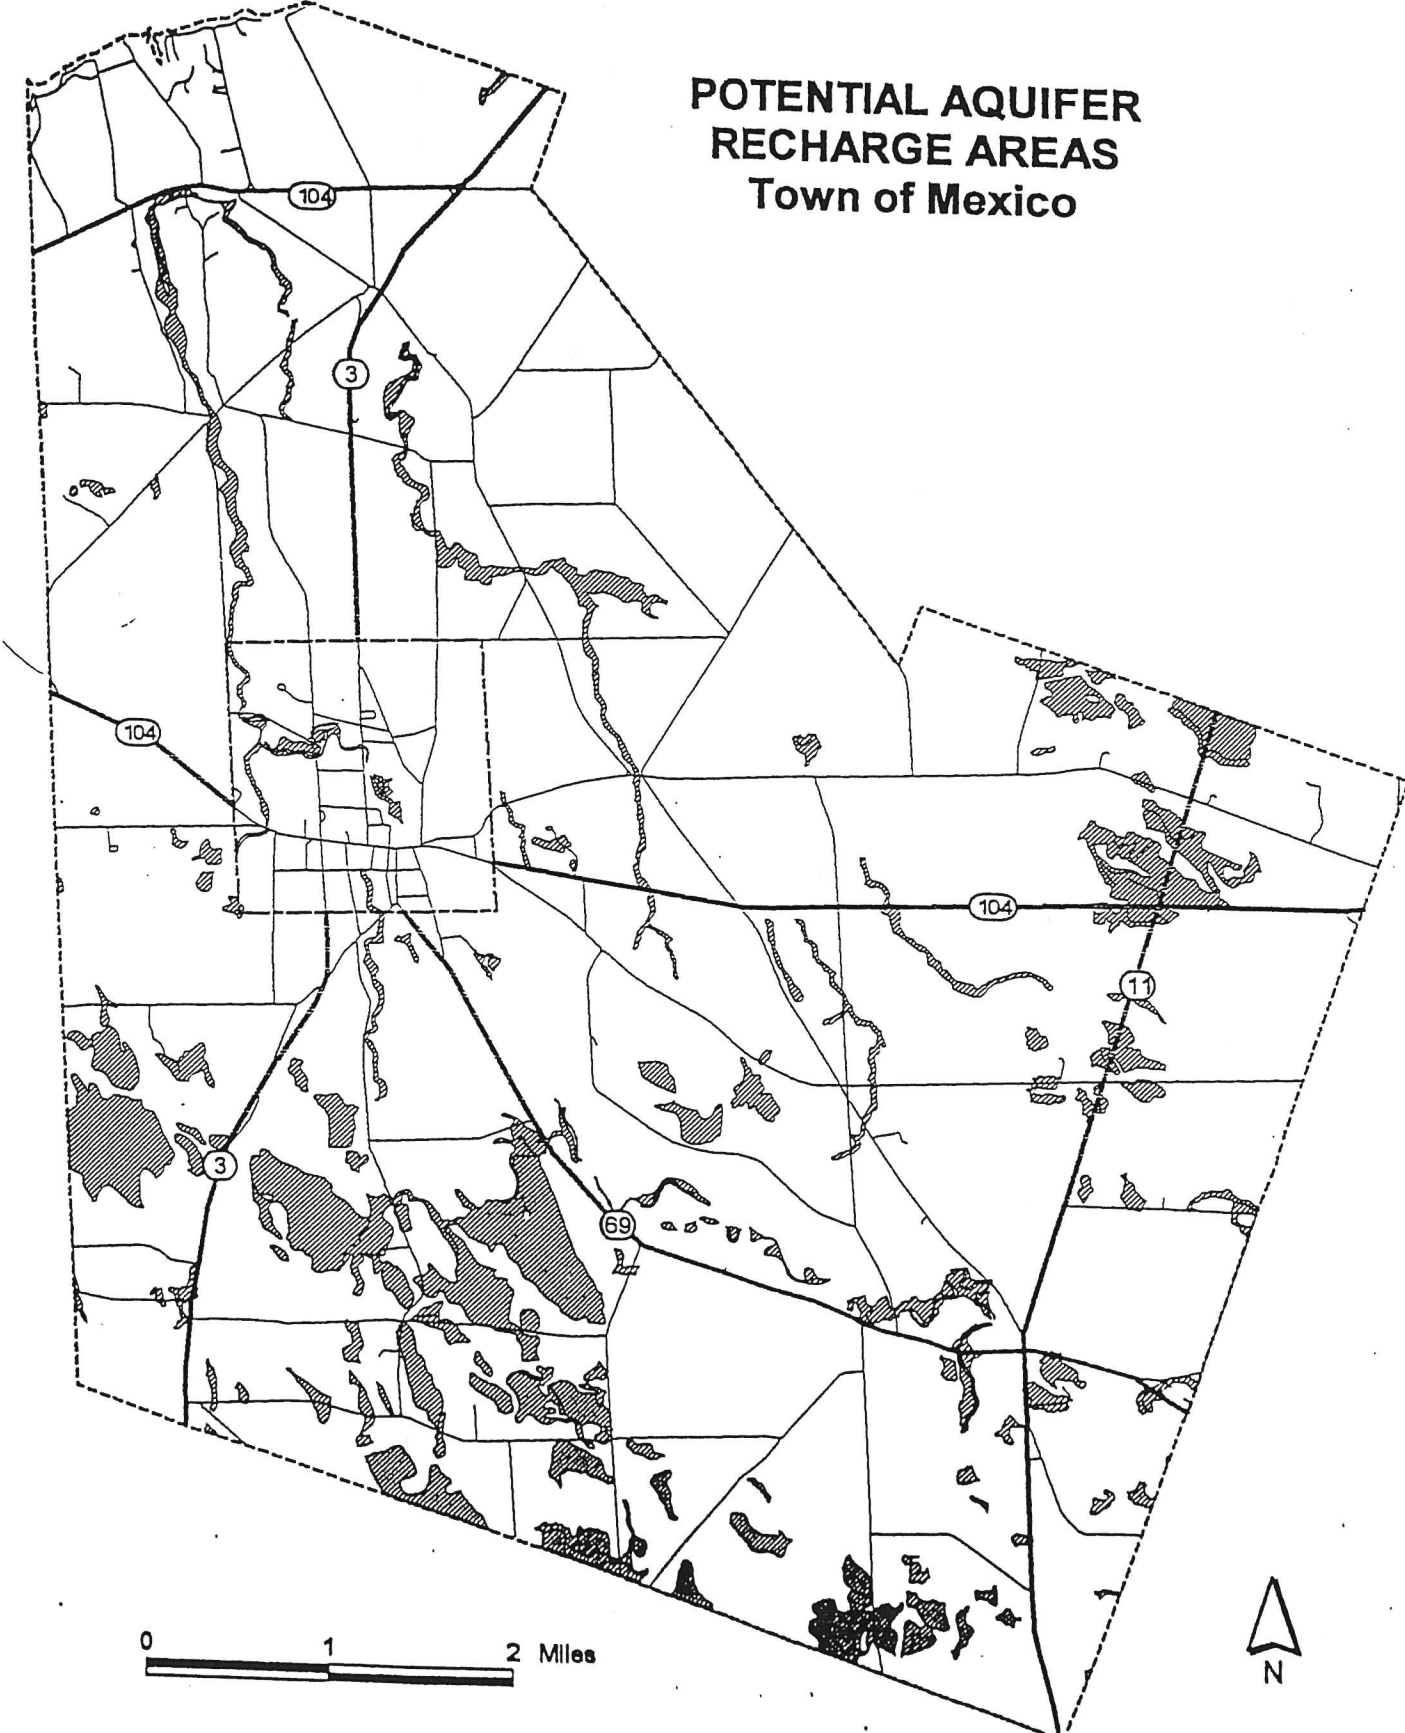 POTENTIAL AQUIFER
RECHARGE AREAS
Town of Mexico
104
3
104
104
11
3
69
0 1 2 Miles
N